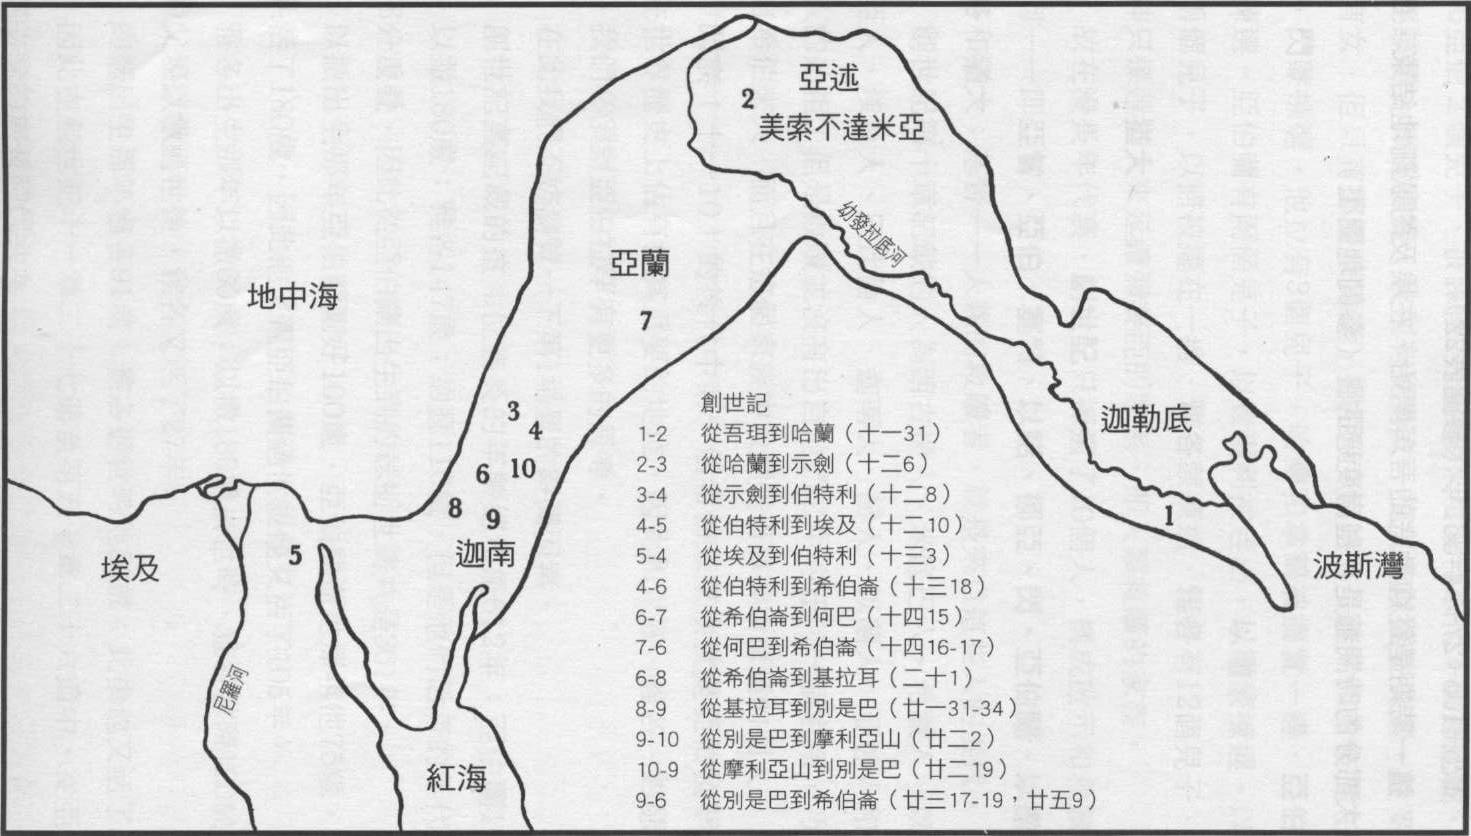 亞述
2
美索不達米亞
幼發拉底河
亞蘭
地中海
7
3
4
6
10
8
9
迦南
5
埃及
尼羅河
紅海
迦勒底
1
波斯灣
創世記
1-2 從吾珥到哈蘭（十一31）
2-3 從哈蘭到示劍（十二6）
3-4 從示劍到伯特利（十二8）
4-5 從伯特利到埃及（十二10）
5-4 從埃及到伯特利（十三3）
4-6 從伯特利到希伯崙（十三18）
6-7 從希伯崙到何巴（十四15）
7-6 從何巴到希伯崙（十四16-17）
6-8 從希伯崙到基拉耳（二十1）
8-9 從基拉耳到別是巴（廿一31-34）
9-10 從別是巴到摩利亞山（廿二2）
10-9 從摩利亞山到別是巴（廿二19）
9-6 從別是巴到希伯崙（廿三17-19，廿五9）